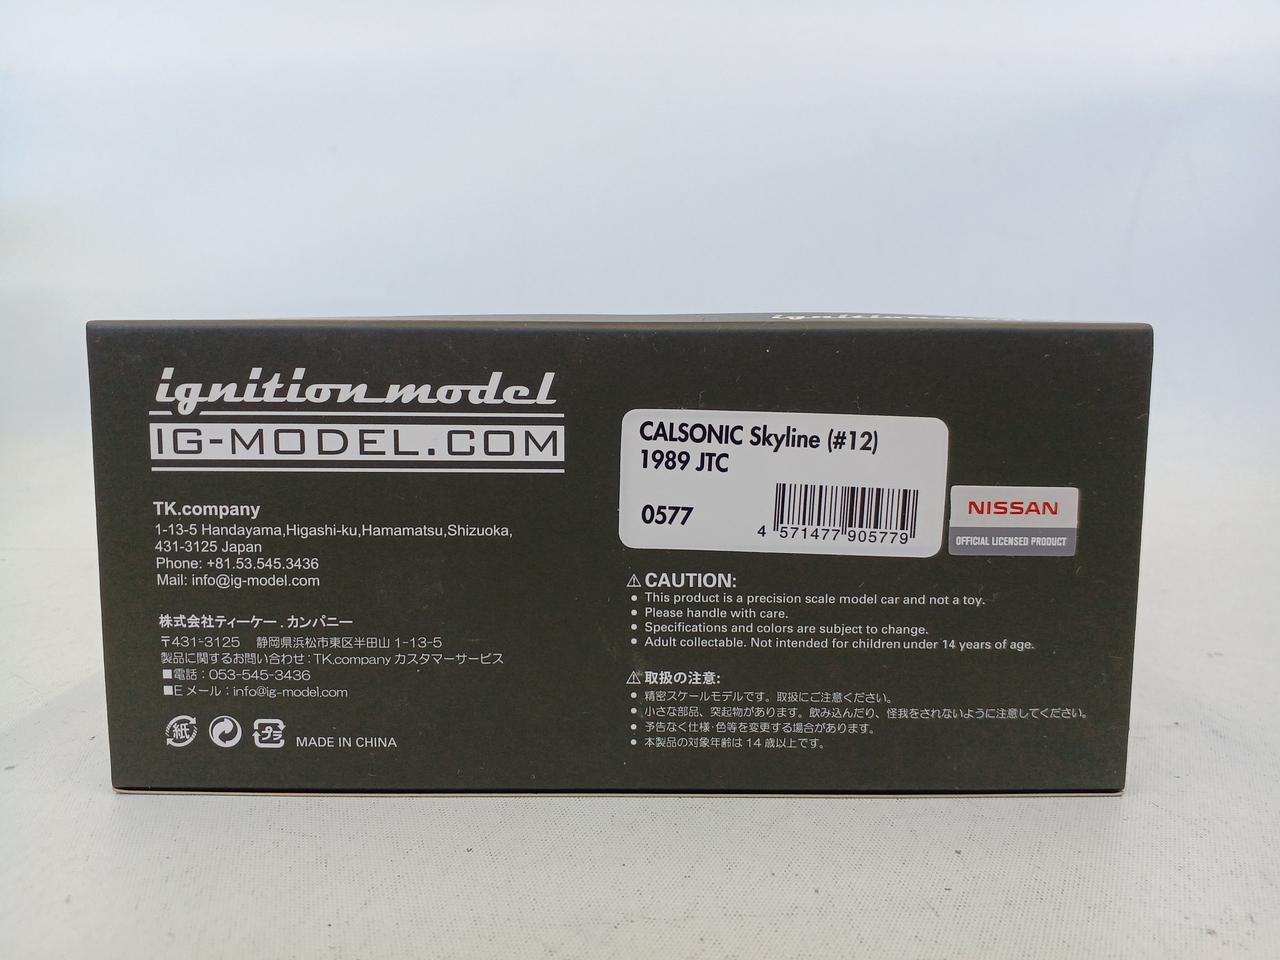 ignition model
ignition model
IG-MODEL.COM
TK.company
1-13-5 Handayama,Higashi-ku,Hamamatsu,Shizuoka,
431-3125 Japan
Phone: +81.53.545.3436
Mail: info@ig-model.com
株式会社ティーケー . カンパニー
〒431-3125 静岡県浜松市東区半田山 1-13-5
製品に関するお問い合わせ : TK.company カスタマーサービス
■電話 : 053-545-3436
■E メール : info@ig-model.com
紙
プラ
MADE IN CHINA
CALSONIC Skyline (#12)
1989 JTC
0577
4 571477 905779
NISSAN
OFFICIAL LICENSED PRODUCT
⚠ CAUTION:
● This product is a precision scale model car and not a toy.
● Please handle with care.
● Specifications and colors are subject to change.
● Adult collectable. Not intended for children under 14 years of age.
⚠ 取扱の注意:
● 精密スケールモデルです。取扱にご注意ください。
● 小さな部品、突起物があります。飲み込んだり、怪我をされないように注意してください。
● 予告なく仕様・色等を変更する場合があります。
● 本製品の対象年齢は 14 歳以上です。